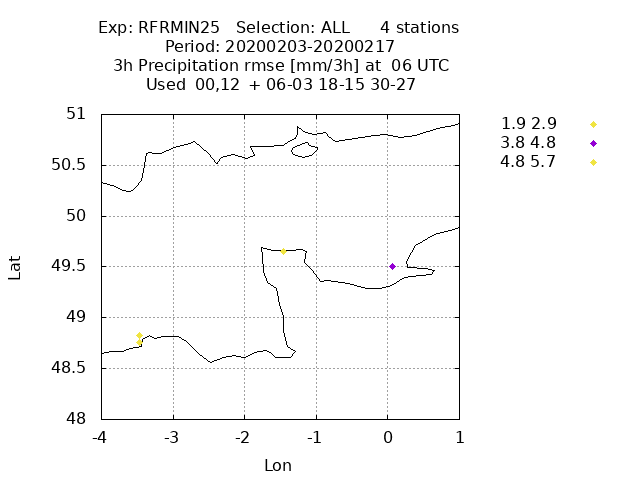 Exp: RFRMIN25 Selection: ALL 4 stations
Period: 20200203-20200217
3h Precipitation rmse [mm/3h] at 06 UTC
Used 00,12 + 06-03 18-15 30-27
51
50.5
50
49.5
49
48.5
48
Lat
-4 -3 -2 -1 0 1
Lon
1.9 2.9
3.8 4.8
4.8 5.7